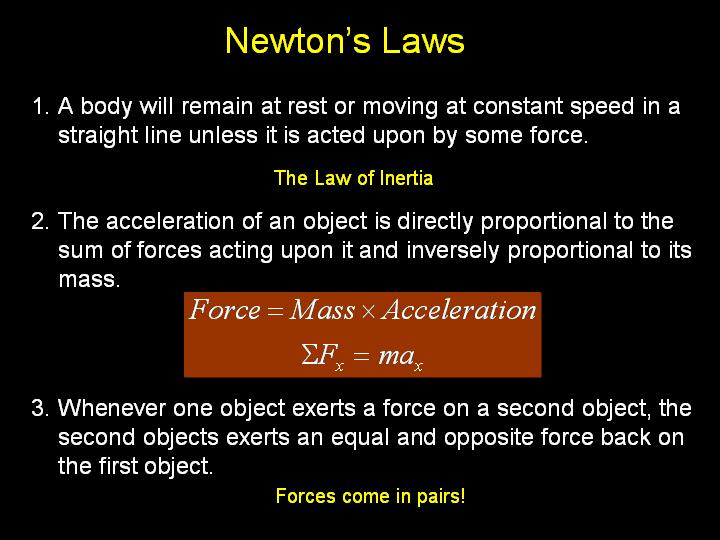 Newton's Laws
1. A body will remain at rest or moving at constant speed in a
straight line unless it is acted upon by some force.
The Law of Inertia
2. The acceleration of an object is directly proportional to the
sum of forces acting upon it and inversely proportional to its
mass.
Force = Mass × Acceleration
ΣFₓ = maₓ
3. Whenever one object exerts a force on a second object, the
second objects exerts an equal and opposite force back on
the first object.
Forces come in pairs!